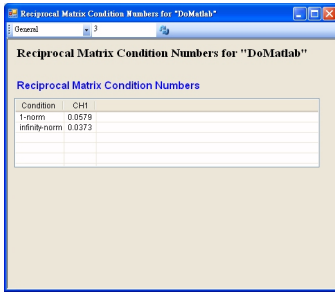 Reciprocal Matrix Condition Numbers for "DoMatlab"
General 3
Reciprocal Matrix Condition Numbers for "DoMatlab"
Reciprocal Matrix Condition Numbers
Condition CH1
1-norm 0.0579
infinity-norm 0.0373